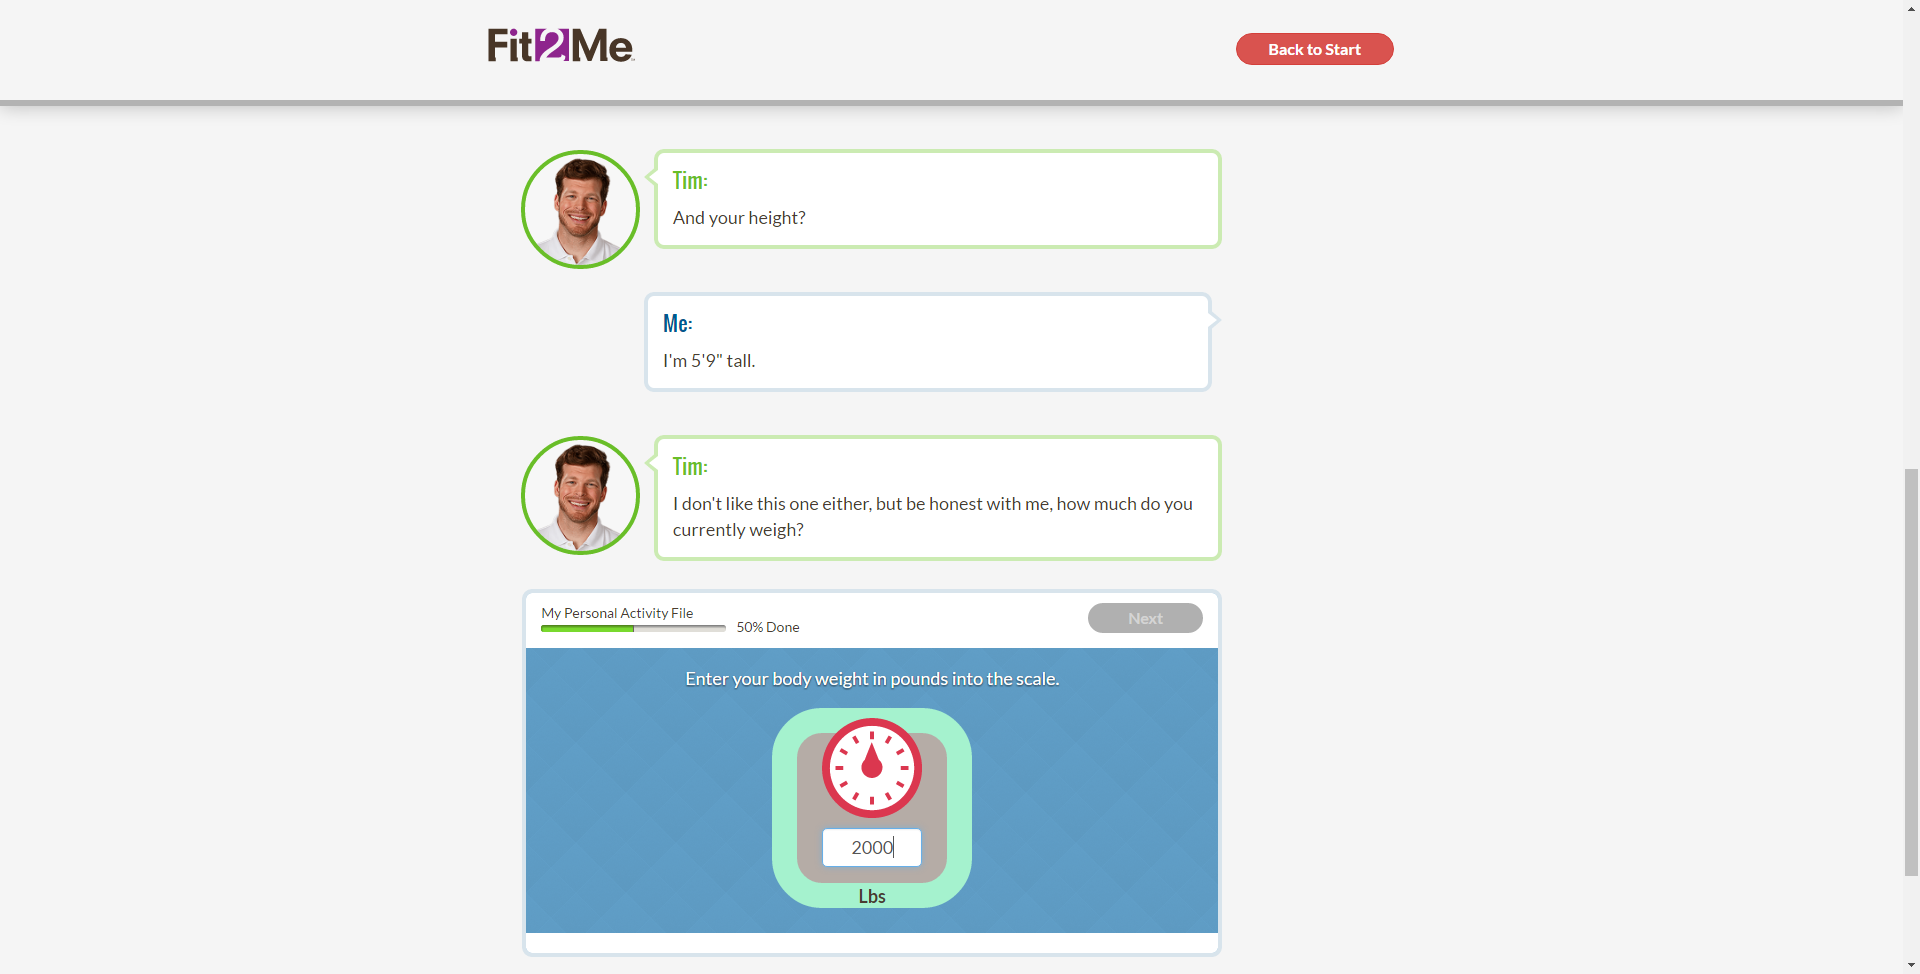 Fit2Me
Back to Start
Tim:
And your height?
Me:
I'm 5'9" tall.
Tim:
I don't like this one either, but be honest with me, how much do you
currently weigh?
My Personal Activity File
50% Done
Next
Enter your body weight in pounds into the scale.
2000
Lbs